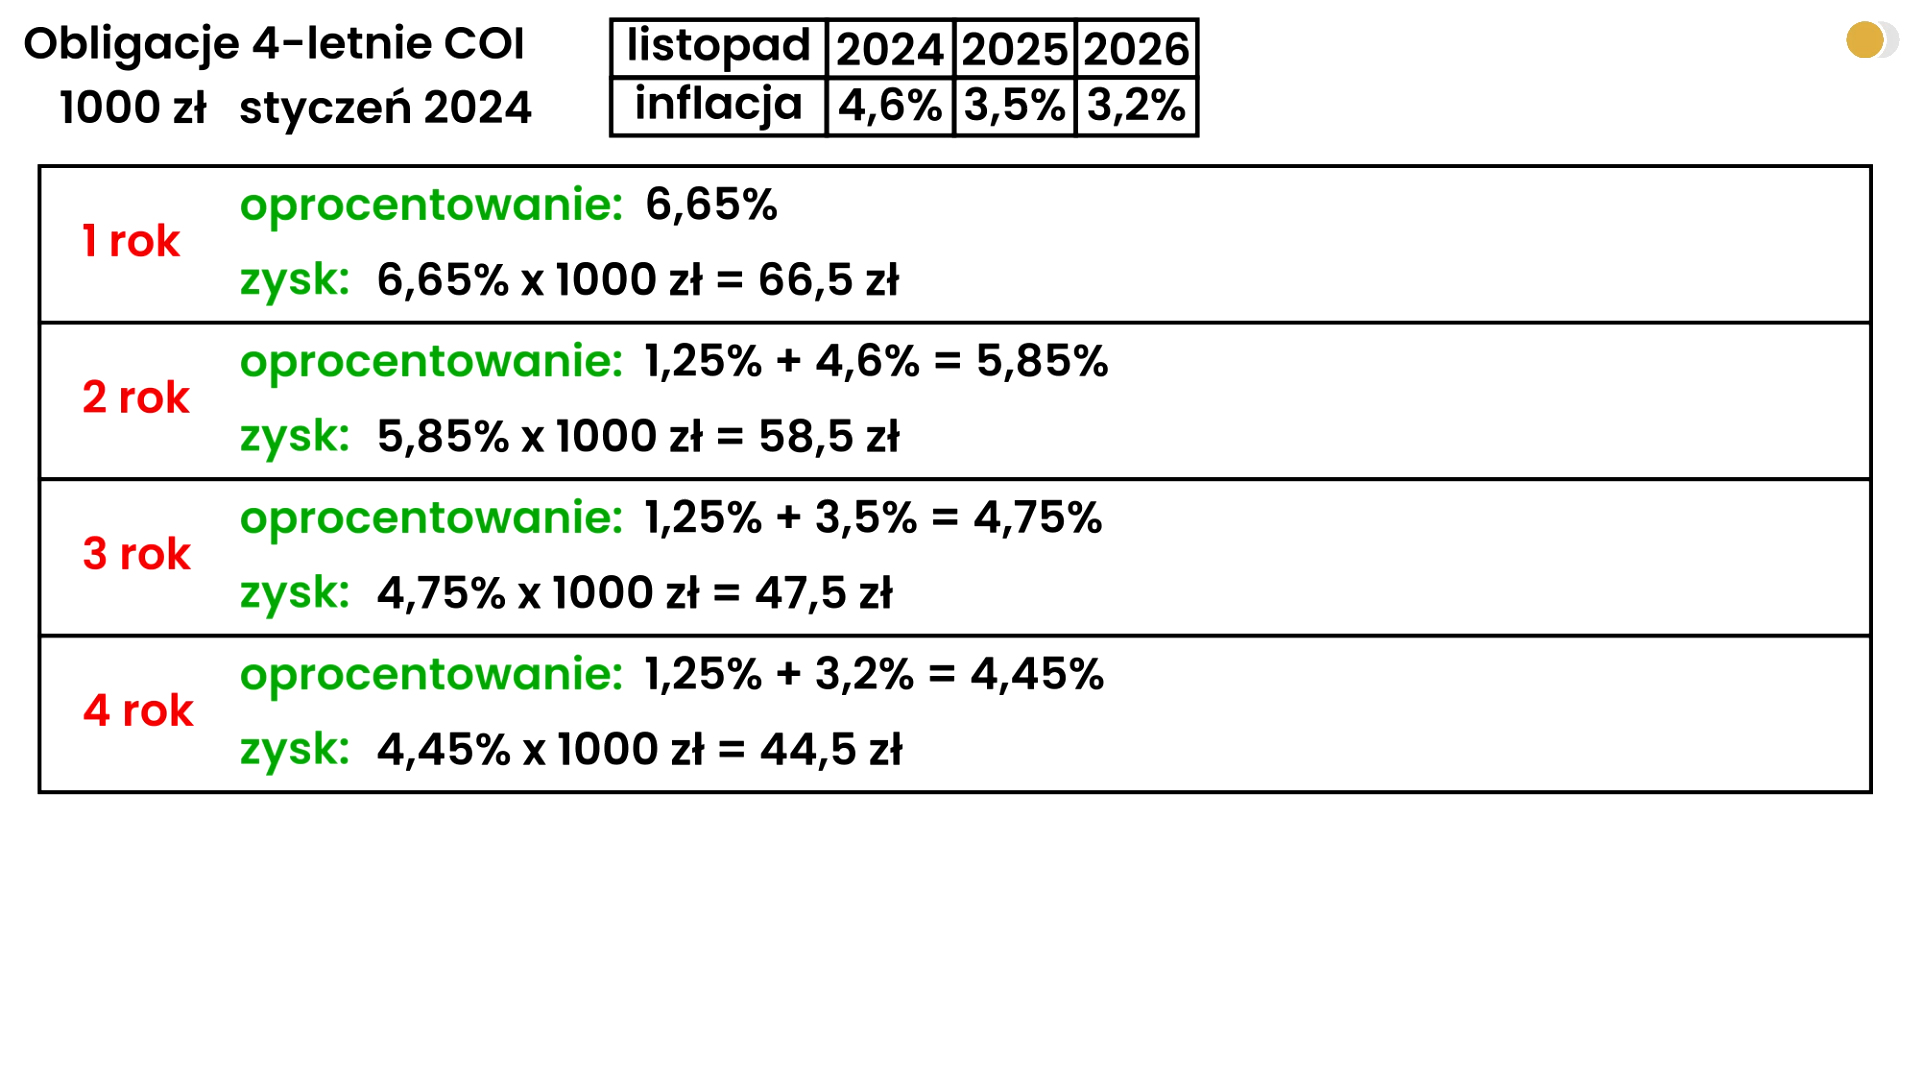 Obligacje 4-letnie COI
1000 zł styczeń 2024
listopad 2024 2025 2026
inflacja 4,6% 3,5% 3,2%
1 rok
oprocentowanie: 6,65%
zysk: 6,65% x 1000 zł = 66,5 zł
2 rok
oprocentowanie: 1,25% + 4,6% = 5,85%
zysk: 5,85% x 1000 zł = 58,5 zł
3 rok
oprocentowanie: 1,25% + 3,5% = 4,75%
zysk: 4,75% x 1000 zł = 47,5 zł
4 rok
oprocentowanie: 1,25% + 3,2% = 4,45%
zysk: 4,45% x 1000 zł = 44,5 zł